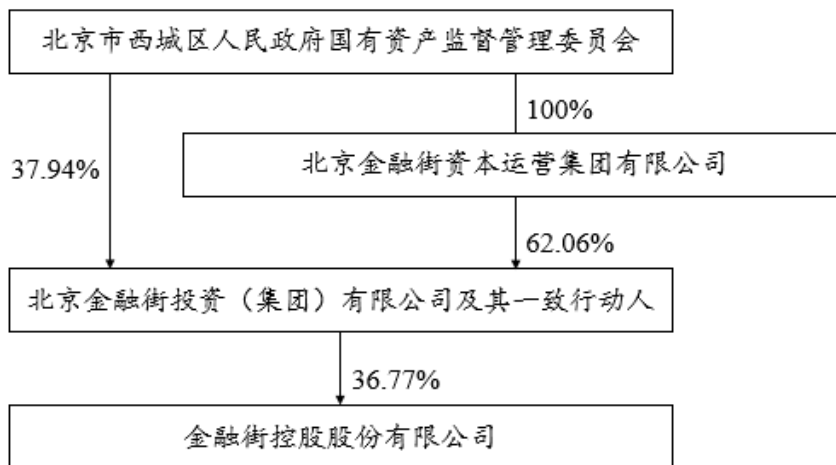 北京市西城区人民政府国有资产监督管理委员会
100%
37.94%
北京金融街资本运营集团有限公司
62.06%
北京金融街投资（集团）有限公司及其一致行动人
36.77%
金融街控股股份有限公司